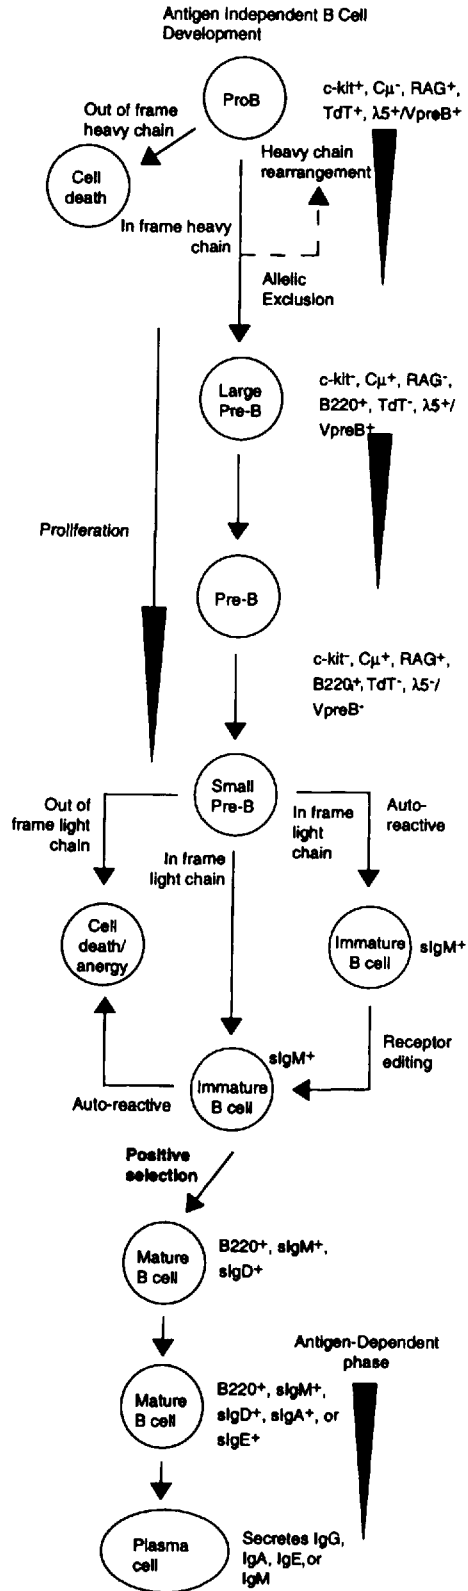 Antigen Independent B Cell
Development
ProB
c-kit⁺, Cμ⁻, RAG⁺,
TdT⁺, λ5⁺/VpreB⁺
Out of frame
heavy chain
Cell
death
Heavy chain
rearrangement
In frame heavy
chain
Allelic
Exclusion
Large
Pre-B
c-kit⁻, Cμ⁺, RAG⁻,
B220⁺, TdT⁻, λ5⁺/
VpreB⁺
Proliferation
Pre-B
c-kit⁻, Cμ⁺, RAG⁺,
B220⁺, TdT⁻, λ5⁻/
VpreB⁻
Small
Pre-B
Out of
frame light
chain
In frame
light chain
In frame
light
chain
Auto-
reactive
Cell
death/
anergy
Immature
B cell
sIgM⁺
Receptor
editing
sIgM⁺
Immature
B cell
Auto-reactive
Positive
selection
Mature
B cell
B220⁺, sIgM⁺,
sIgD⁺
Antigen-Dependent
phase
Mature
B cell
B220⁺, sIgM⁺,
sIgD⁺, sIgA⁺, or
sIgE⁺
Plasma
cell
Secretes IgG,
IgA, IgE, or
IgM